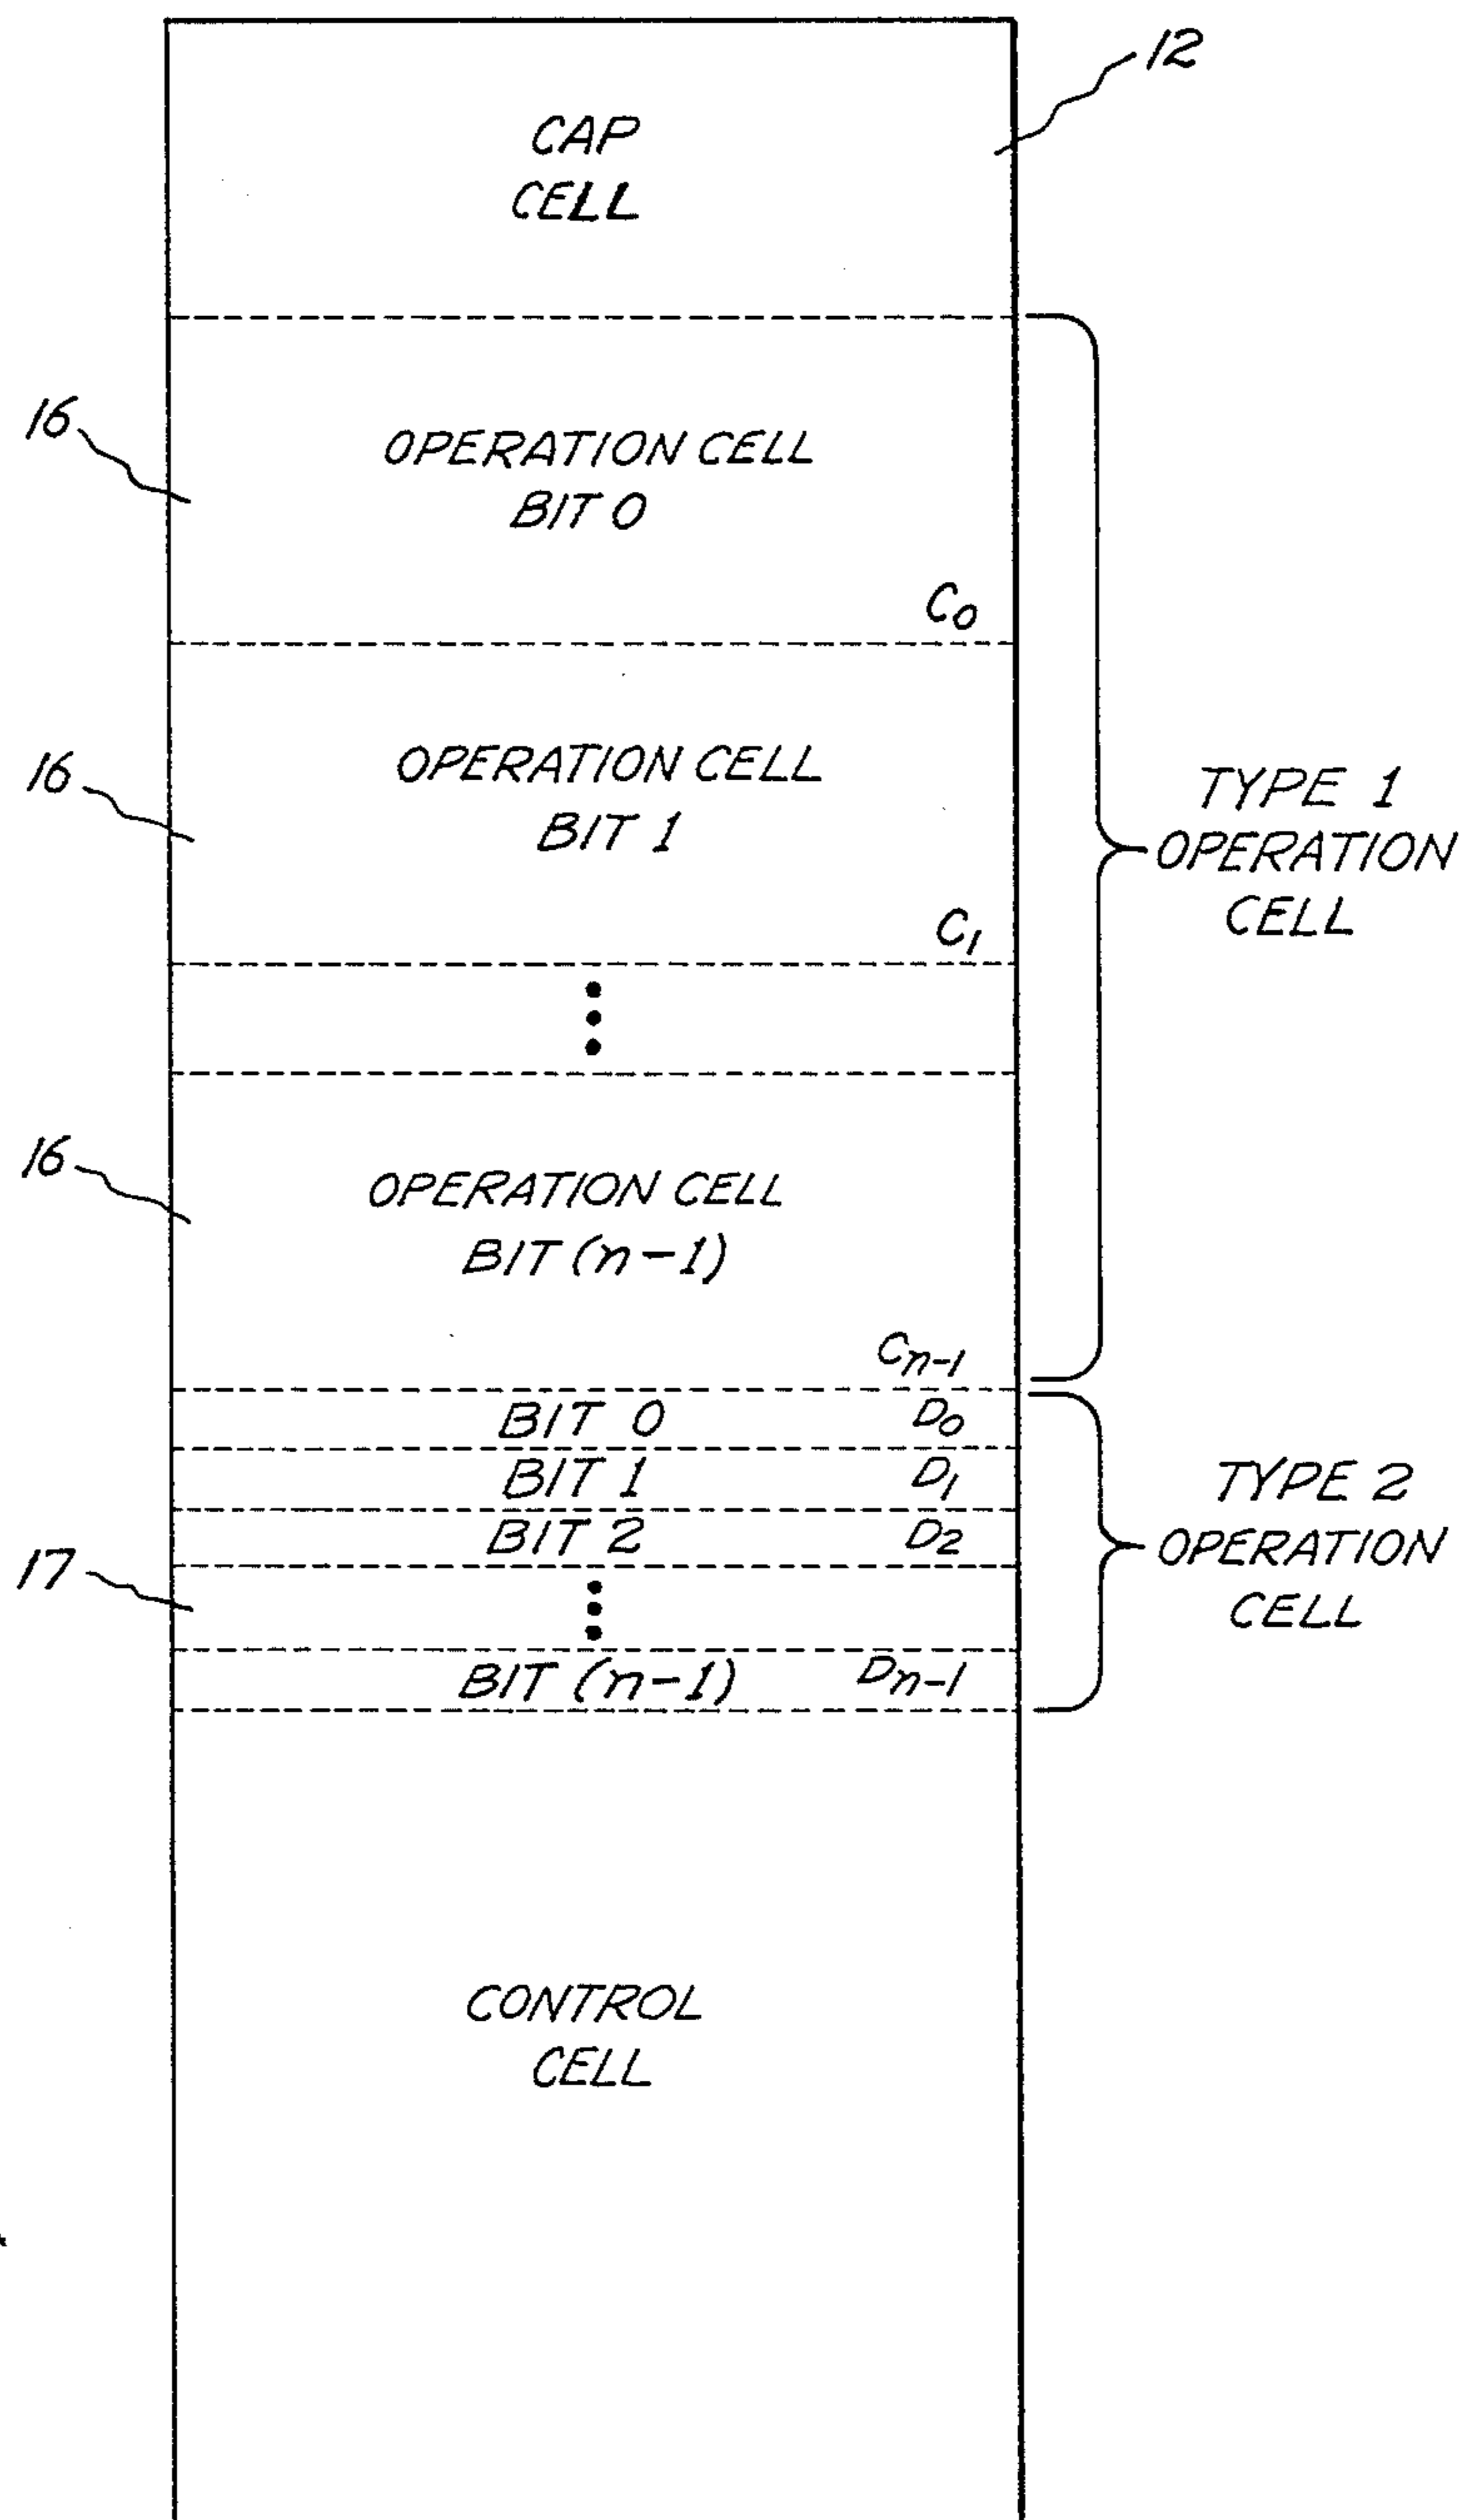 12
CAP
CELL
16
OPERATION CELL
BIT 0
C0
16
OPERATION CELL
BIT 1
C1
TYPE 1
OPERATION
CELL
16
OPERATION CELL
BIT (n-1)
Cn-1
BIT 0 D0
BIT 1 D1
BIT 2 D2
TYPE 2
OPERATION
CELL
17
BIT (n-1) Dn-1
CONTROL
CELL